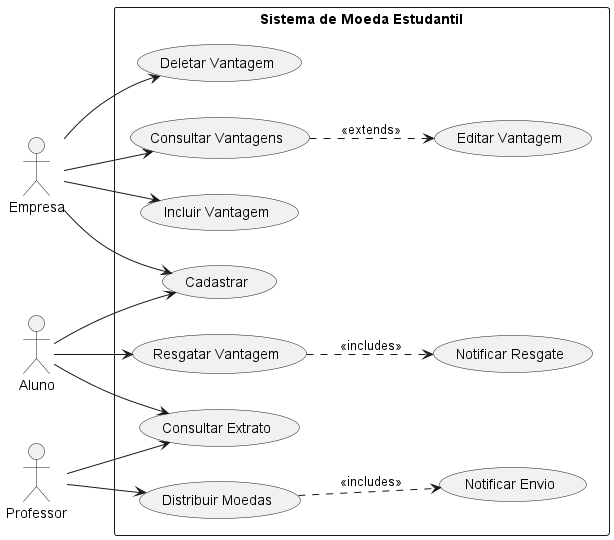 Sistema de Moeda Estudantil
Deletar Vantagem
Consultar Vantagens
«extends»
Editar Vantagem
Empresa
Incluir Vantagem
Cadastrar
Aluno
Resgatar Vantagem
«includes»
Notificar Resgate
Consultar Extrato
Professor
Distribuir Moedas
«includes»
Notificar Envio